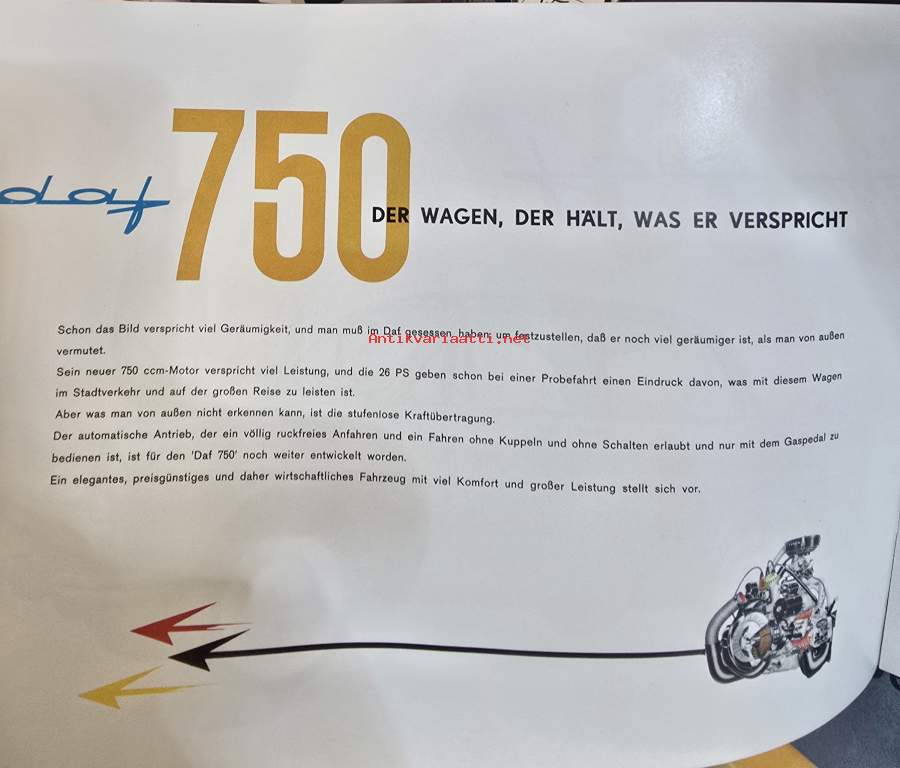 daf 750
DER WAGEN, DER HÄLT, WAS ER VERSPRICHT
Schon das Bild verspricht viel Geräumigkeit, und man muß im Daf gesessen haben, um festzustellen, daß er noch viel geräumiger ist, als man von außen
vermutet.
Antikvariaatti.net
Sein neuer 750 ccm-Motor verspricht viel Leistung, und die 26 PS geben schon bei einer Probefahrt einen Eindruck davon, was mit diesem Wagen
im Stadtverkehr und auf der großen Reise zu leisten ist.
Aber was man von außen nicht erkennen kann, ist die stufenlose Kraftübertragung.
Der automatische Antrieb, der ein völlig ruckfreies Anfahren und ein Fahren ohne Kuppeln und ohne Schalten erlaubt und nur mit dem Gaspedal zu
bedienen ist, ist für den 'Daf 750' noch weiter entwickelt worden.
Ein elegantes, preisgünstiges und daher wirtschaftliches Fahrzeug mit viel Komfort und großer Leistung stellt sich vor.